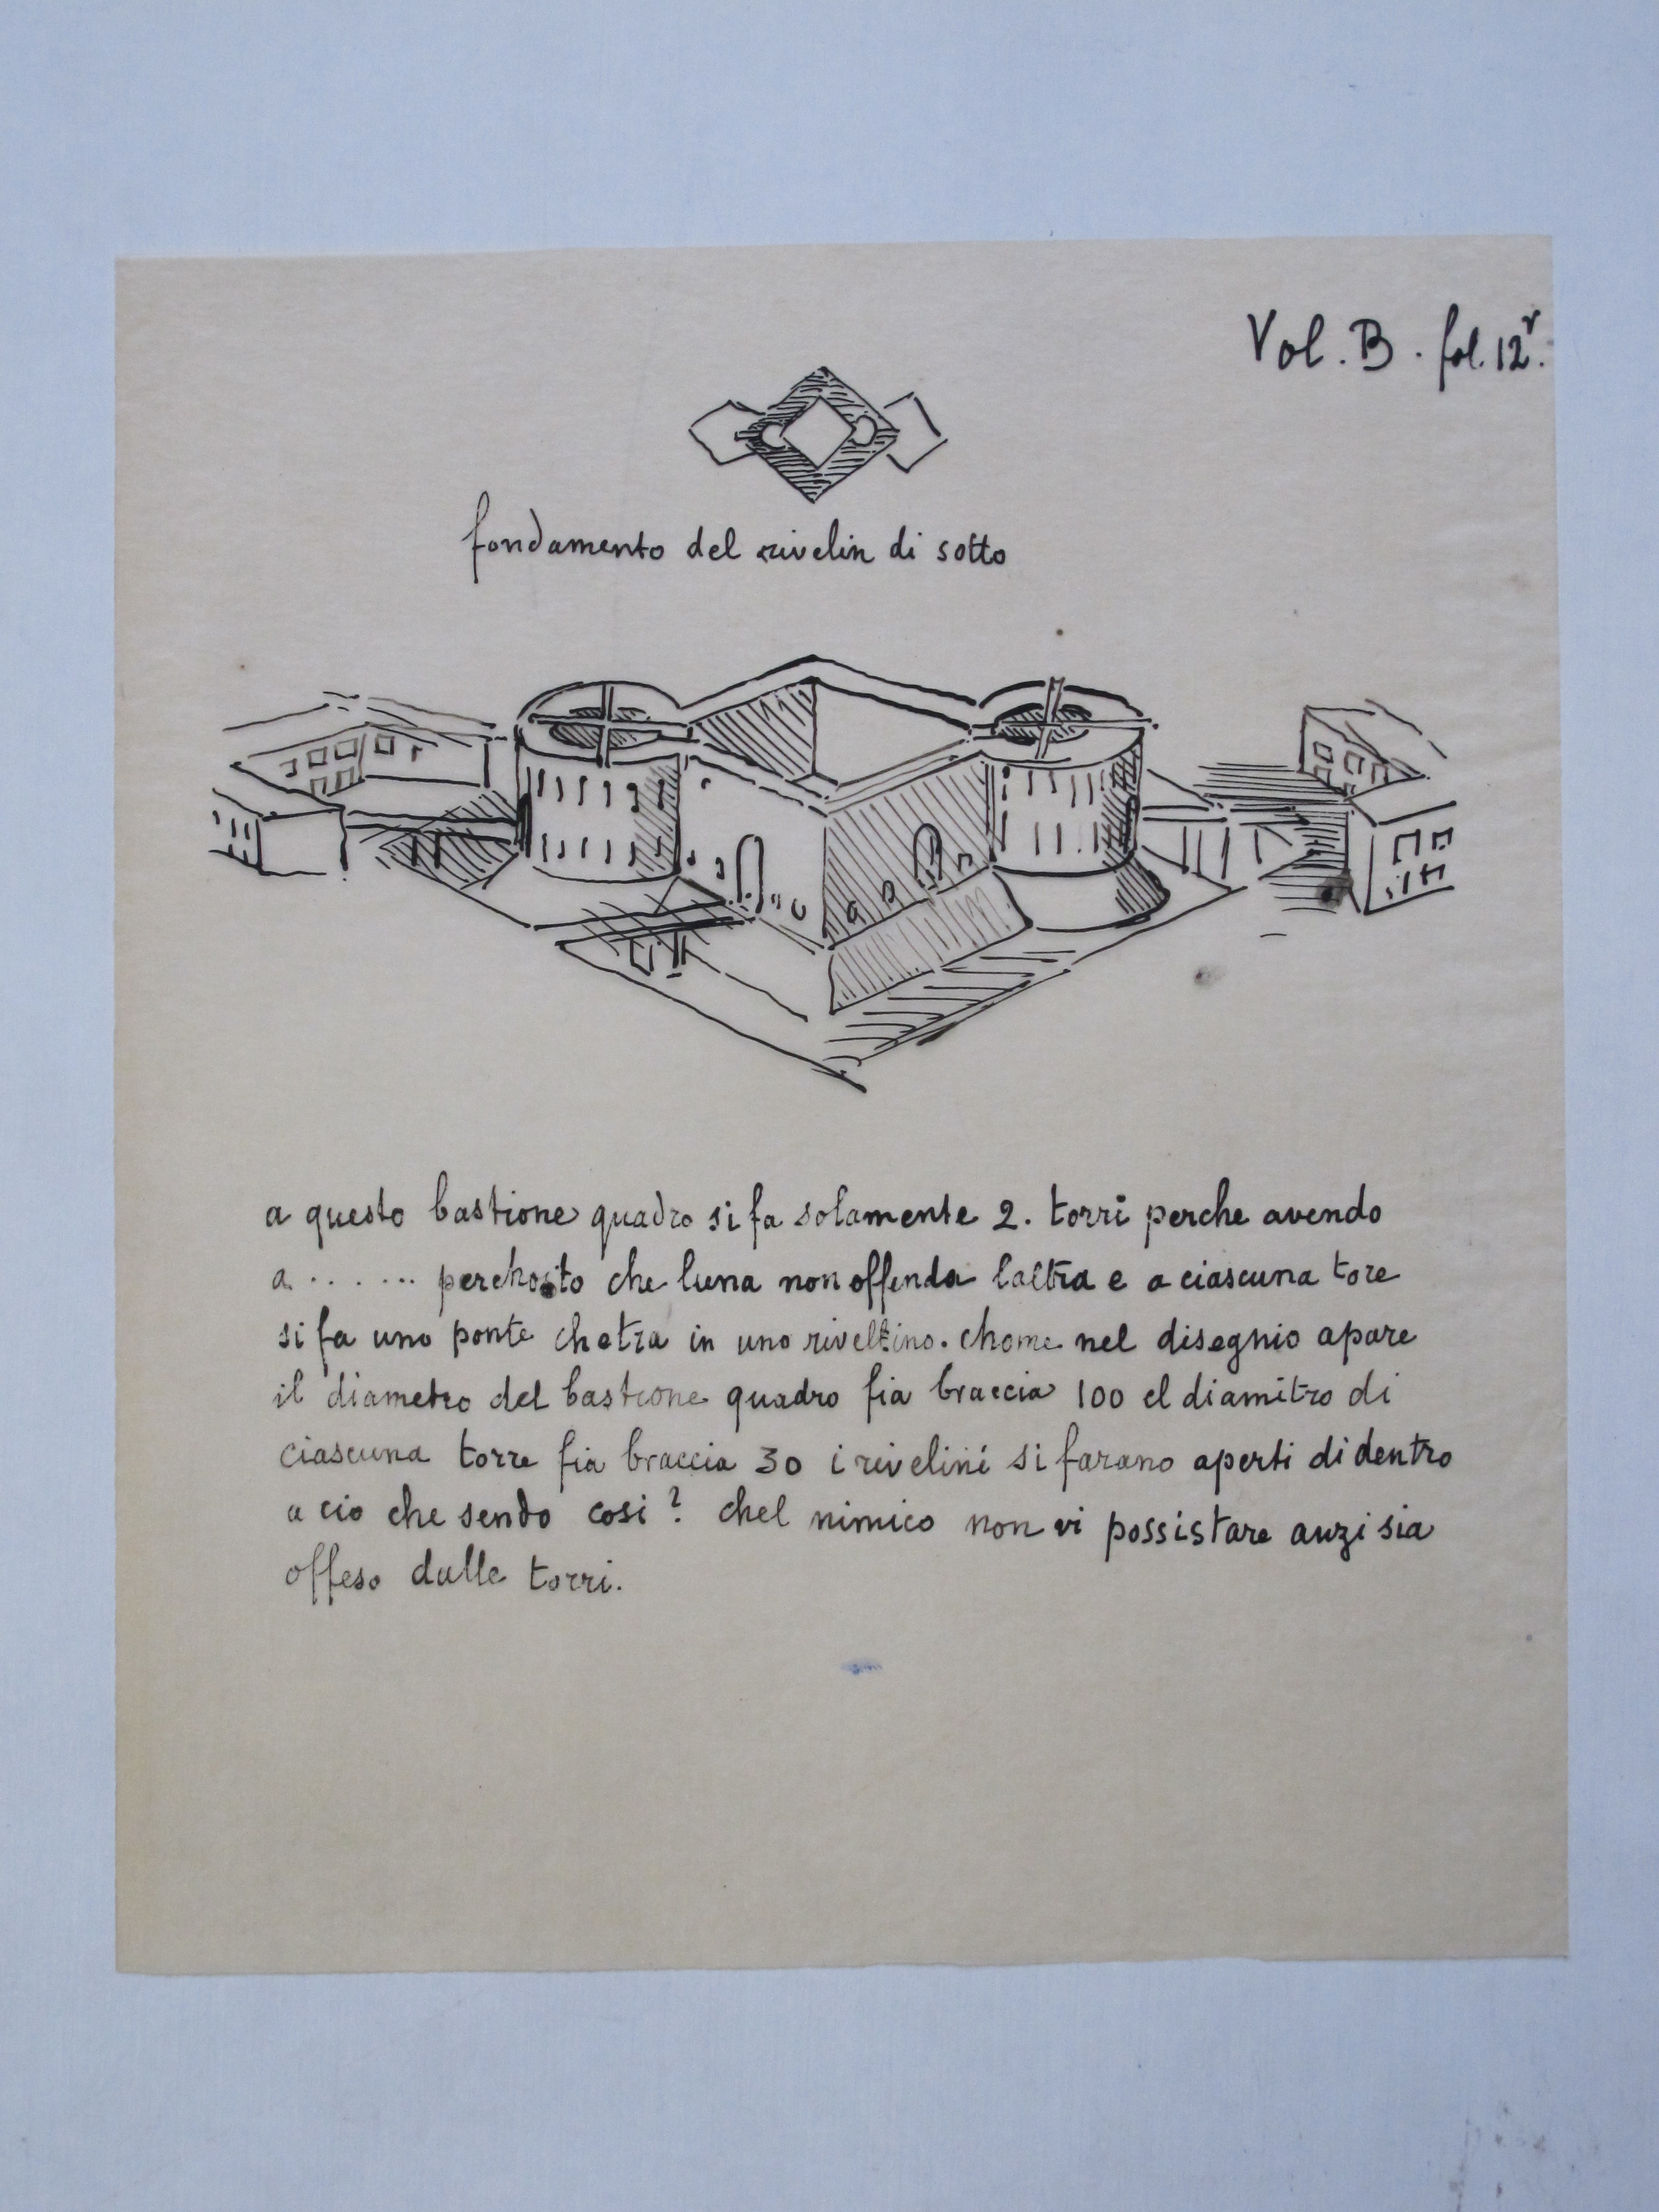 Vol. B. fol. 12r.
fondamento del rivelin di sotto
a questo bastione quadro si fa solamente 2. torri perche avendo
a ...... perchosto che luna non offenda laltra e a ciascuna tore
si fa uno ponte chetra in uno riveltino. chome nel disegnio apare
il diametro del bastione quadro fia braccia 100 el diamitro di
ciascuna torre fia braccia 30 i rivelini si farano aperti di dentro
a cio che sendo cosi? chel nimico non vi possistare anzi sia
offeso dalle torri.